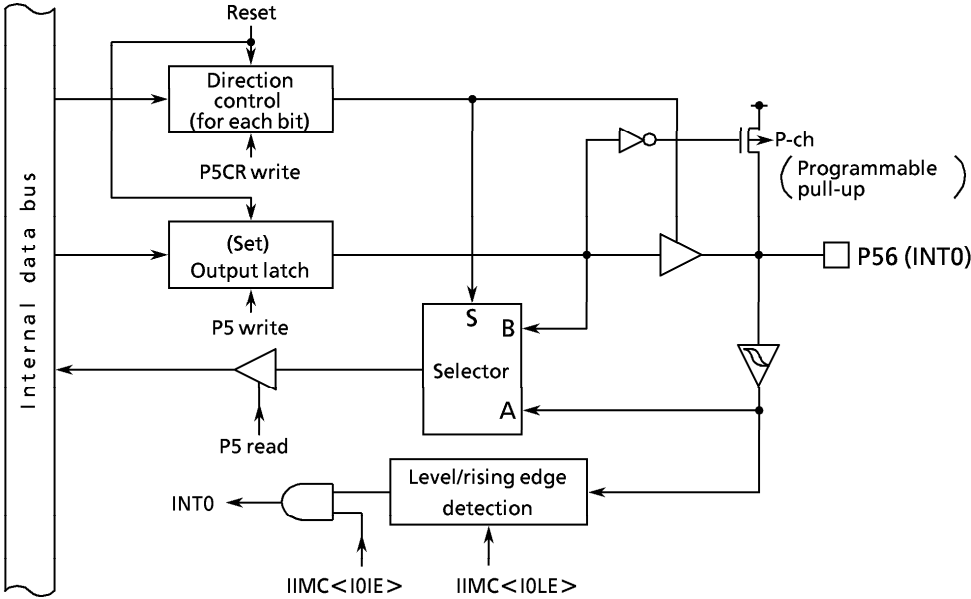 Reset
Direction
control
(for each bit)
P5CR write
P-ch
(Programmable
pull-up)
Internal data bus
(Set)
Output latch
P56 (INT0)
P5 write
S
B
Selector
A
P5 read
Level/rising edge
detection
INT0
IIMC<I0IE>
IIMC<I0LE>